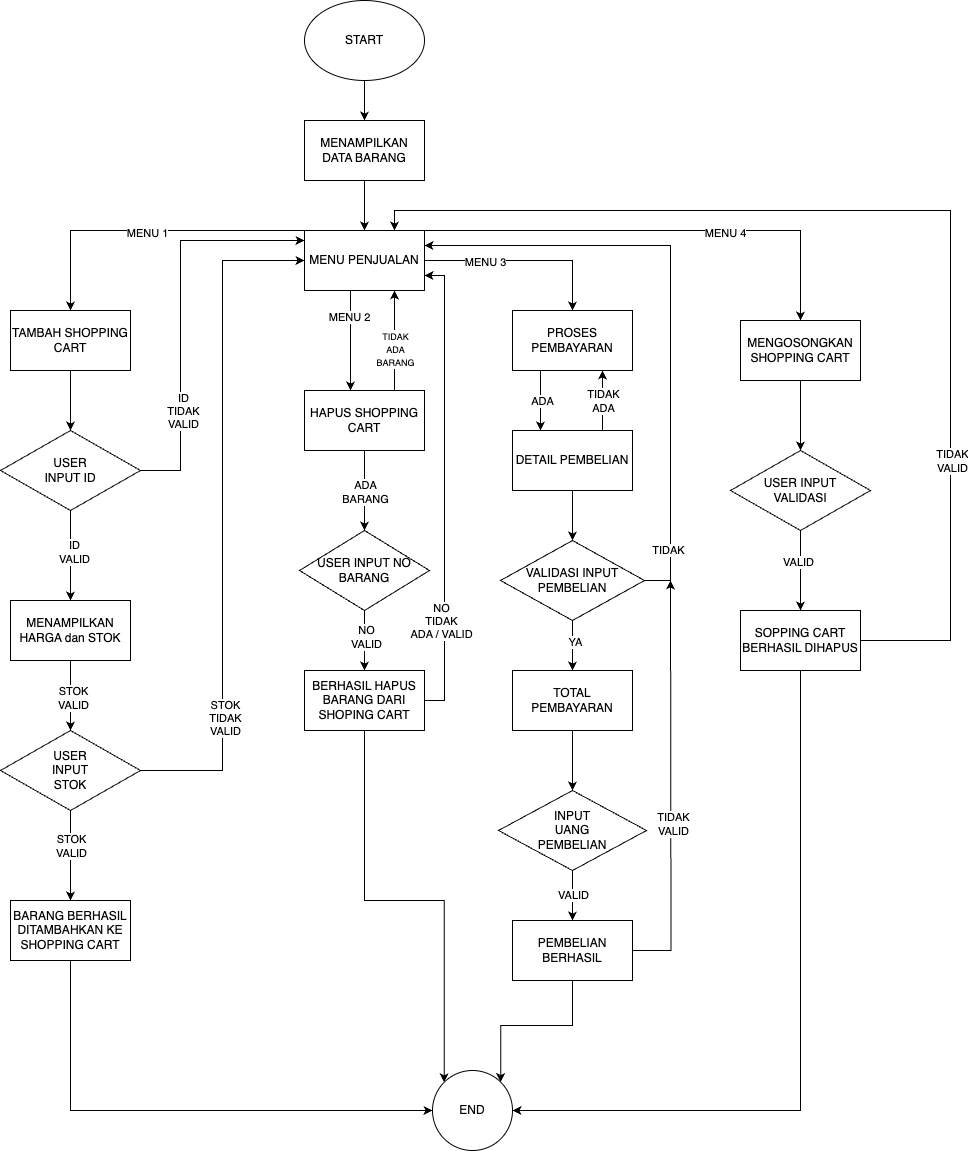 START
MENAMPILKAN
DATA BARANG
MENU 1
MENU PENJUALAN
MENU 3
MENU 4
MENU 2
TIDAK
ADA
BARANG
TAMBAH SHOPPING
CART
PROSES
PEMBAYARAN
MENGOSONGKAN
SHOPPING CART
ID
TIDAK
VALID
HAPUS SHOPPING
CART
ADA
TIDAK
ADA
USER
INPUT ID
DETAIL PEMBELIAN
TIDAK
VALID
ADA
BARANG
USER INPUT
VALIDASI
ID
VALID
USER INPUT NO
BARANG
VALIDASI INPUT
PEMBELIAN
TIDAK
VALID
MENAMPILKAN
HARGA dan STOK
NO
VALID
NO
TIDAK
ADA / VALID
YA
SOPPING CART
BERHASIL DIHAPUS
STOK
VALID
STOK
TIDAK
VALID
BERHASIL HAPUS
BARANG DARI
SHOPING CART
TOTAL
PEMBAYARAN
USER
INPUT
STOK
INPUT
UANG
PEMBELIAN
TIDAK
VALID
STOK
VALID
VALID
BARANG BERHASIL
DITAMBAHKAN KE
SHOPPING CART
PEMBELIAN
BERHASIL
END